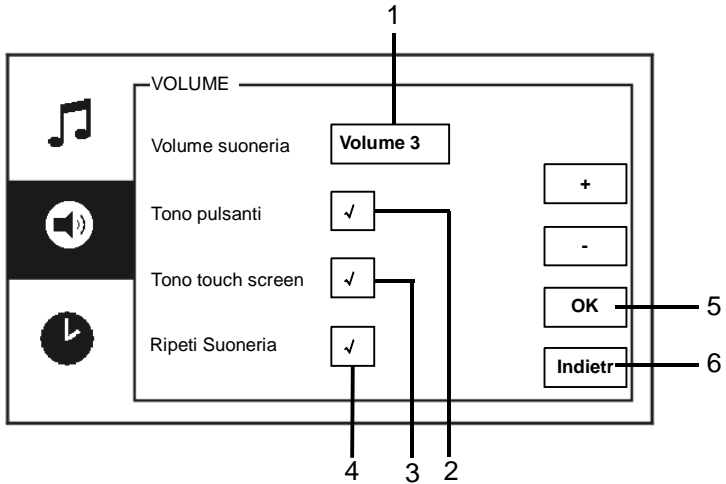 1
VOLUME
Volume suoneria
Volume 3
+
Tono pulsanti
√
-
Tono touch screen
√
OK
5
Ripeti Suoneria
√
Indietr
6
4
3
2